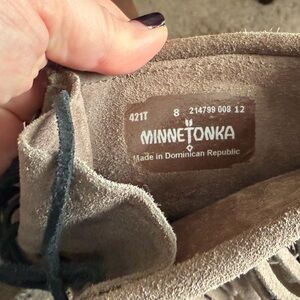 421T 8 214799 008 12
MINNETONKA
Made in Dominican Republic